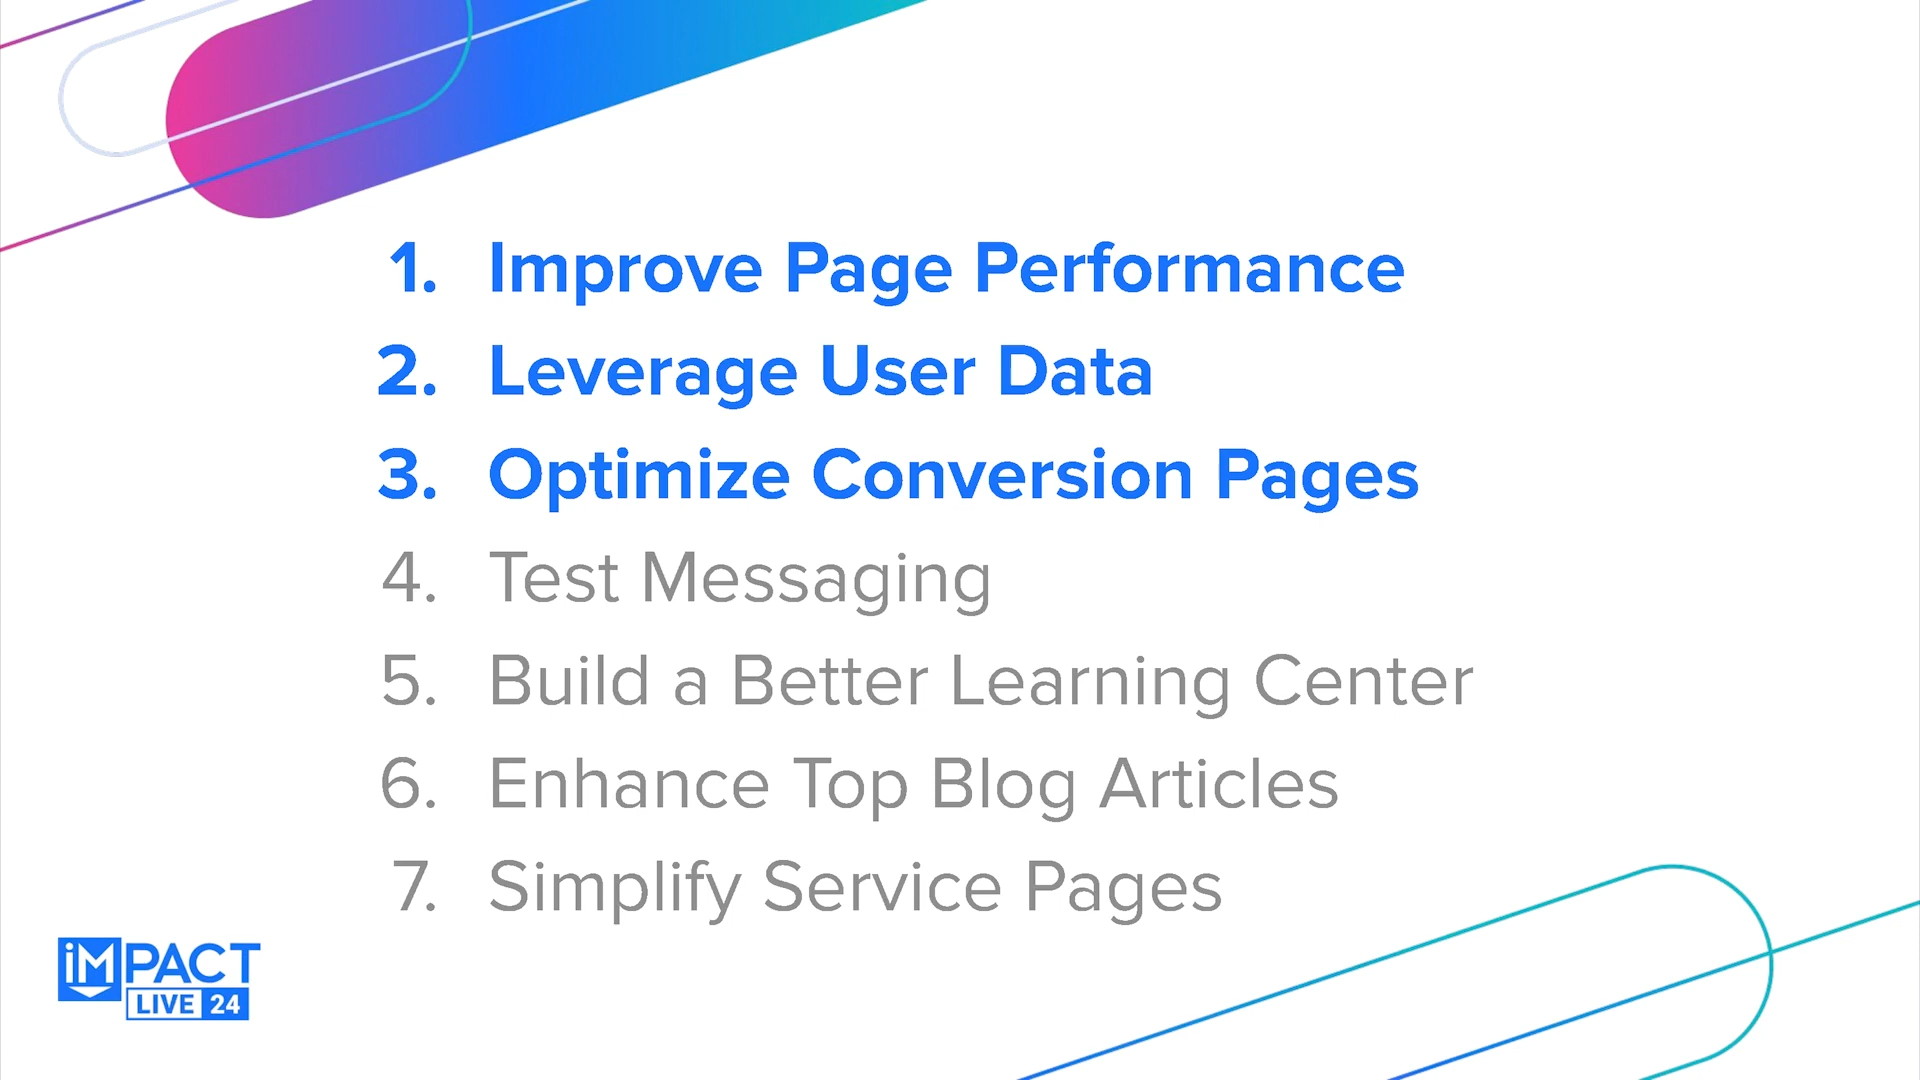 1. Improve Page Performance
2. Leverage User Data
3. Optimize Conversion Pages
4. Test Messaging
5. Build a Better Learning Center
6. Enhance Top Blog Articles
7. Simplify Service Pages
iMPACT
LIVE 24